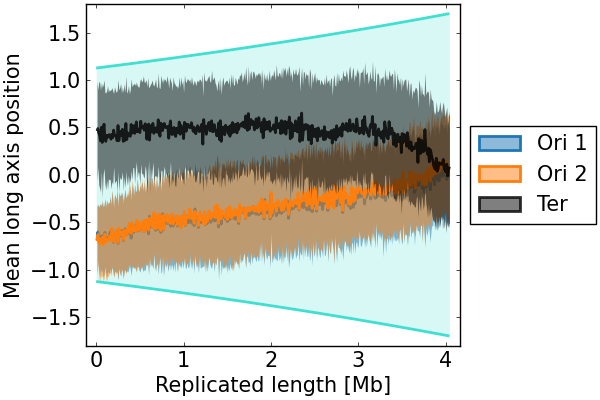 Mean long axis position
1.5
1.0
0.5
0.0
−0.5
−1.0
−1.5
0 1 2 3 4
Replicated length [Mb]
Ori 1
Ori 2
Ter